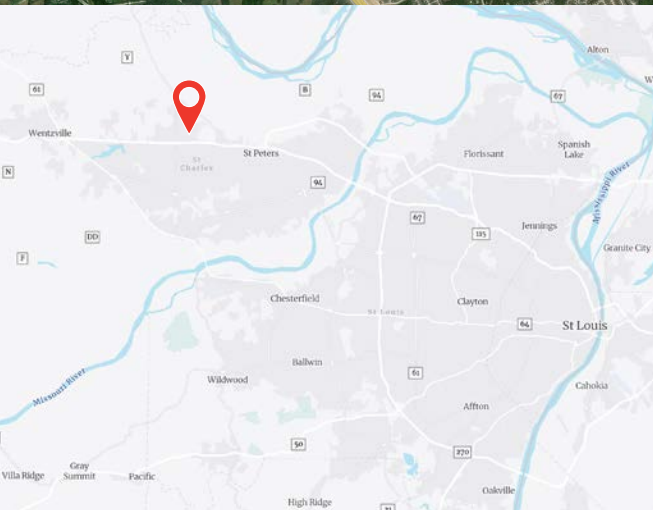 Alton
Y
61
B
94
67
W
Wentzville
St Peters
Florissant
Spanish
Lake
St
Charles
N
94
Mississippi River
67
115
Jennings
Granite City
DD
F
Chesterfield
Clayton
St Louis
64
St Louis
Ballwin
61
Wildwood
Cahokia
Missouri River
Affton
50
270
Villa Ridge
Gray
Summit
Pacific
Oakville
High Ridge